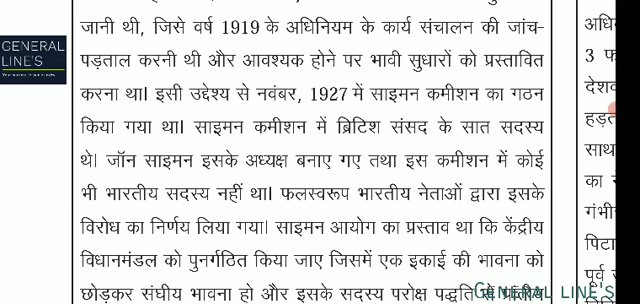 जानी थी, जिसे वर्ष 1919 के अधिनियम के कार्य संचालन की जांच-
पड़ताल करनी थी और आवश्यक होने पर भावी सुधारों को प्रस्तावित
करना था। इसी उद्देश्य से नवंबर, 1927 में साइमन कमीशन का गठन
किया गया था। साइमन कमीशन में ब्रिटिश संसद के सात सदस्य
थे। जॉन साइमन इसके अध्यक्ष बनाए गए तथा इस कमीशन में कोई
भी भारतीय सदस्य नहीं था। फलस्वरूप भारतीय नेताओं द्वारा इसके
विरोध का निर्णय लिया गया। साइमन आयोग का प्रस्ताव था कि केंद्रीय
विधानमंडल को पुनर्गठित किया जाए जिसमें एक इकाई की भावना को
छोड़कर संघीय भावना हो और इसके सदस्य परोक्ष पद्धति से
GENERAL
LINE'S
GENERAL LINE'S
3
साथ
का
पिटा
पूर्व